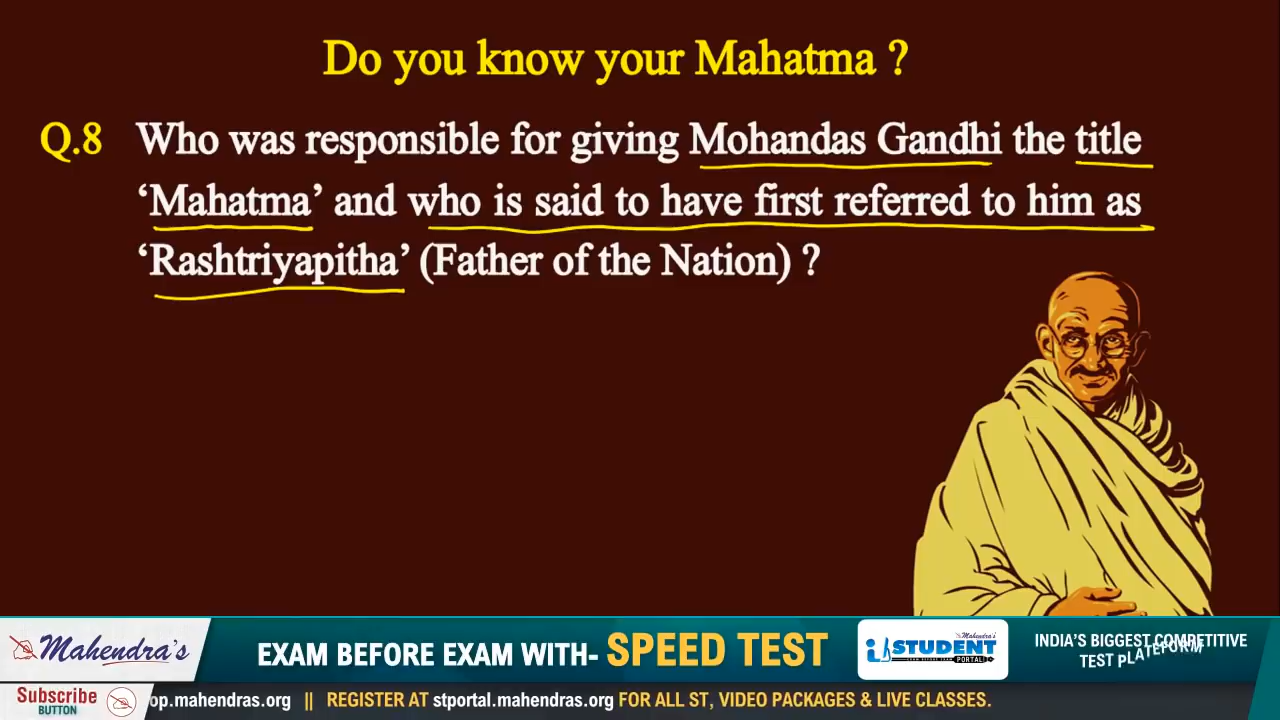 Do you know your Mahatma ?
Q.8 Who was responsible for giving Mohandas Gandhi the title
‘Mahatma’ and who is said to have first referred to him as
‘Rashtriyapitha’ (Father of the Nation) ?
Mahendra's
EXAM BEFORE EXAM WITH- SPEED TEST
Mahendra's
STUDENT
PORTAL
INDIA'S BIGGEST COMPETITIVE
TEST PLATEFORM
Subscribe
BUTTON
op.mahendras.org || REGISTER AT stportal.mahendras.org FOR ALL ST, VIDEO PACKAGES & LIVE CLASSES.